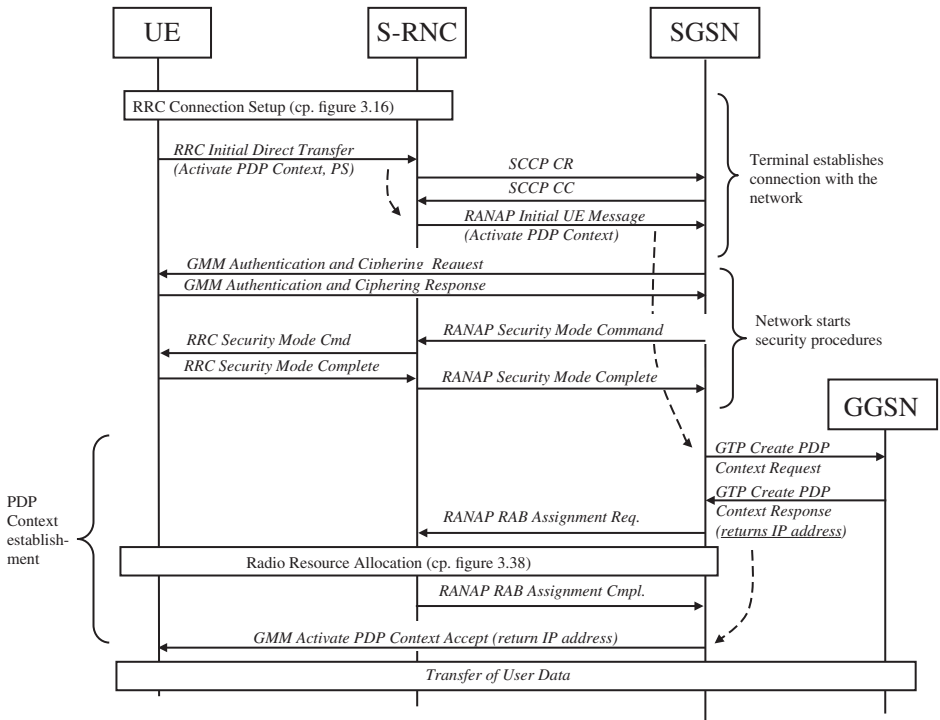 UE
S-RNC
SGSN
RRC Connection Setup (cp. figure 3.16)
RRC Initial Direct Transfer
(Activate PDP Context, PS)
SCCP CR
SCCP CC
RANAP Initial UE Message
(Activate PDP Context)
Terminal establishes
connection with the
network
GMM Authentication and Ciphering Request
GMM Authentication and Ciphering Response
RANAP Security Mode Command
RRC Security Mode Cmd
RRC Security Mode Complete
RANAP Security Mode Complete
Network starts
security procedures
GGSN
GTP Create PDP
Context Request
GTP Create PDP
Context Response
(returns IP address)
PDP
Context
establish-
ment
RANAP RAB Assignment Req.
Radio Resource Allocation (cp. figure 3.38)
RANAP RAB Assignment Cmpl.
GMM Activate PDP Context Accept (return IP address)
Transfer of User Data